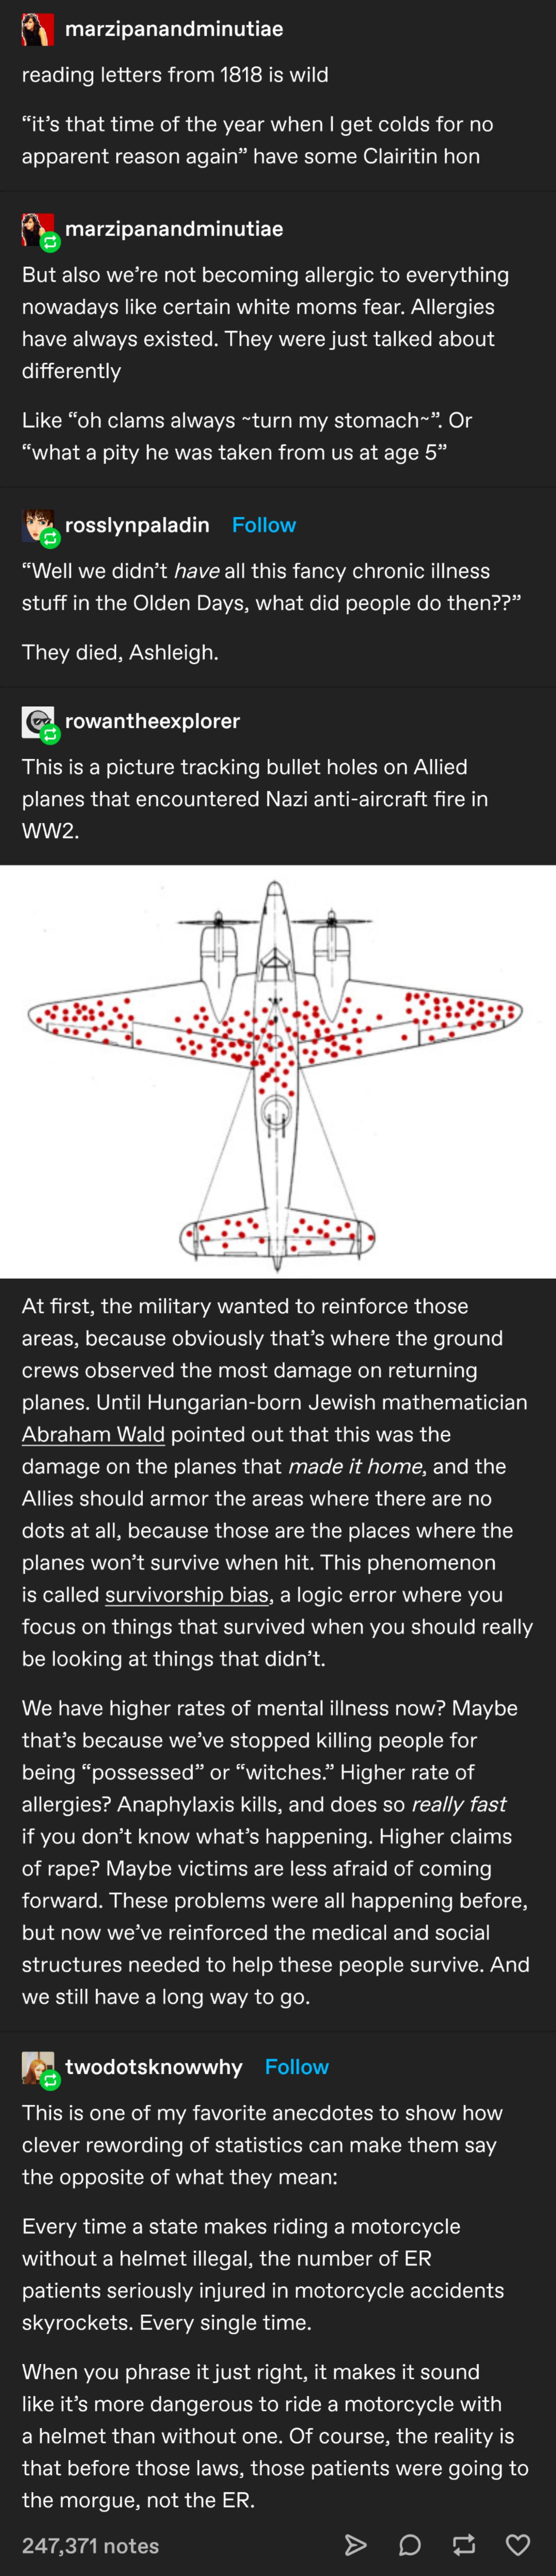 marzipanandminutiae
reading letters from 1818 is wild
“it’s that time of the year when I get colds for no
apparent reason again” have some Clairitin hon
marzipanandminutiae
But also we’re not becoming allergic to everything
nowadays like certain white moms fear. Allergies
have always existed. They were just talked about
differently
Like “oh clams always ~turn my stomach~”. Or
“what a pity he was taken from us at age 5”
rosslynpaladin Follow
“Well we didn’t have all this fancy chronic illness
stuff in the Olden Days, what did people do then??”
They died, Ashleigh.
rowantheexplorer
This is a picture tracking bullet holes on Allied
planes that encountered Nazi anti-aircraft fire in
WW2.
At first, the military wanted to reinforce those
areas, because obviously that’s where the ground
crews observed the most damage on returning
planes. Until Hungarian-born Jewish mathematician
Abraham Wald pointed out that this was the
damage on the planes that made it home, and the
Allies should armor the areas where there are no
dots at all, because those are the places where the
planes won’t survive when hit. This phenomenon
is called survivorship bias, a logic error where you
focus on things that survived when you should really
be looking at things that didn’t.
We have higher rates of mental illness now? Maybe
that’s because we’ve stopped killing people for
being “possessed” or “witches.” Higher rate of
allergies? Anaphylaxis kills, and does so really fast
if you don’t know what’s happening. Higher claims
of rape? Maybe victims are less afraid of coming
forward. These problems were all happening before,
but now we’ve reinforced the medical and social
structures needed to help these people survive. And
we still have a long way to go.
twodotsknowwhy Follow
This is one of my favorite anecdotes to show how
clever rewording of statistics can make them say
the opposite of what they mean:
Every time a state makes riding a motorcycle
without a helmet illegal, the number of ER
patients seriously injured in motorcycle accidents
skyrockets. Every single time.
When you phrase it just right, it makes it sound
like it’s more dangerous to ride a motorcycle with
a helmet than without one. Of course, the reality is
that before those laws, those patients were going to
the morgue, not the ER.
247,371 notes